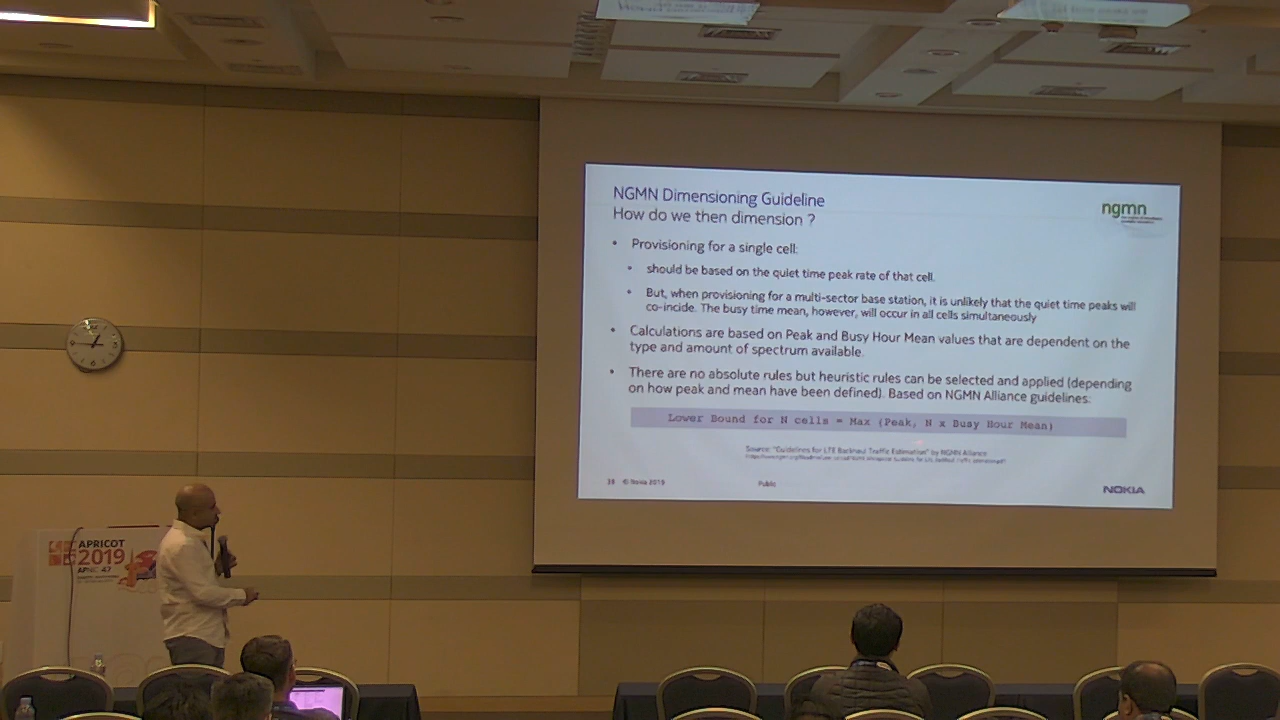 NGMN Dimensioning Guideline
How do we then dimension ?
ngmn
• Provisioning for a single cell:
• should be based on the quiet time peak rate of that cell.
• But, when provisioning for a multi-sector base station, it is unlikely that the quiet time peaks will
co-incide. The busy time mean, however, will occur in all cells simultaneously
• Calculations are based on Peak and Busy Hour Mean values that are dependent on the
type and amount of spectrum available.
• There are no absolute rules but heuristic rules can be selected and applied (depending
on how peak and mean have been defined). Based on NGMN Alliance guidelines:
Lower Bound for N cells = Max (Peak, N x Busy Hour Mean)
Source: "Guidelines for LTE Backhaul Traffic Estimation" by NGMN Alliance
© Nokia 2019
Public
NOKIA
APRICOT
2019
APNIC 47